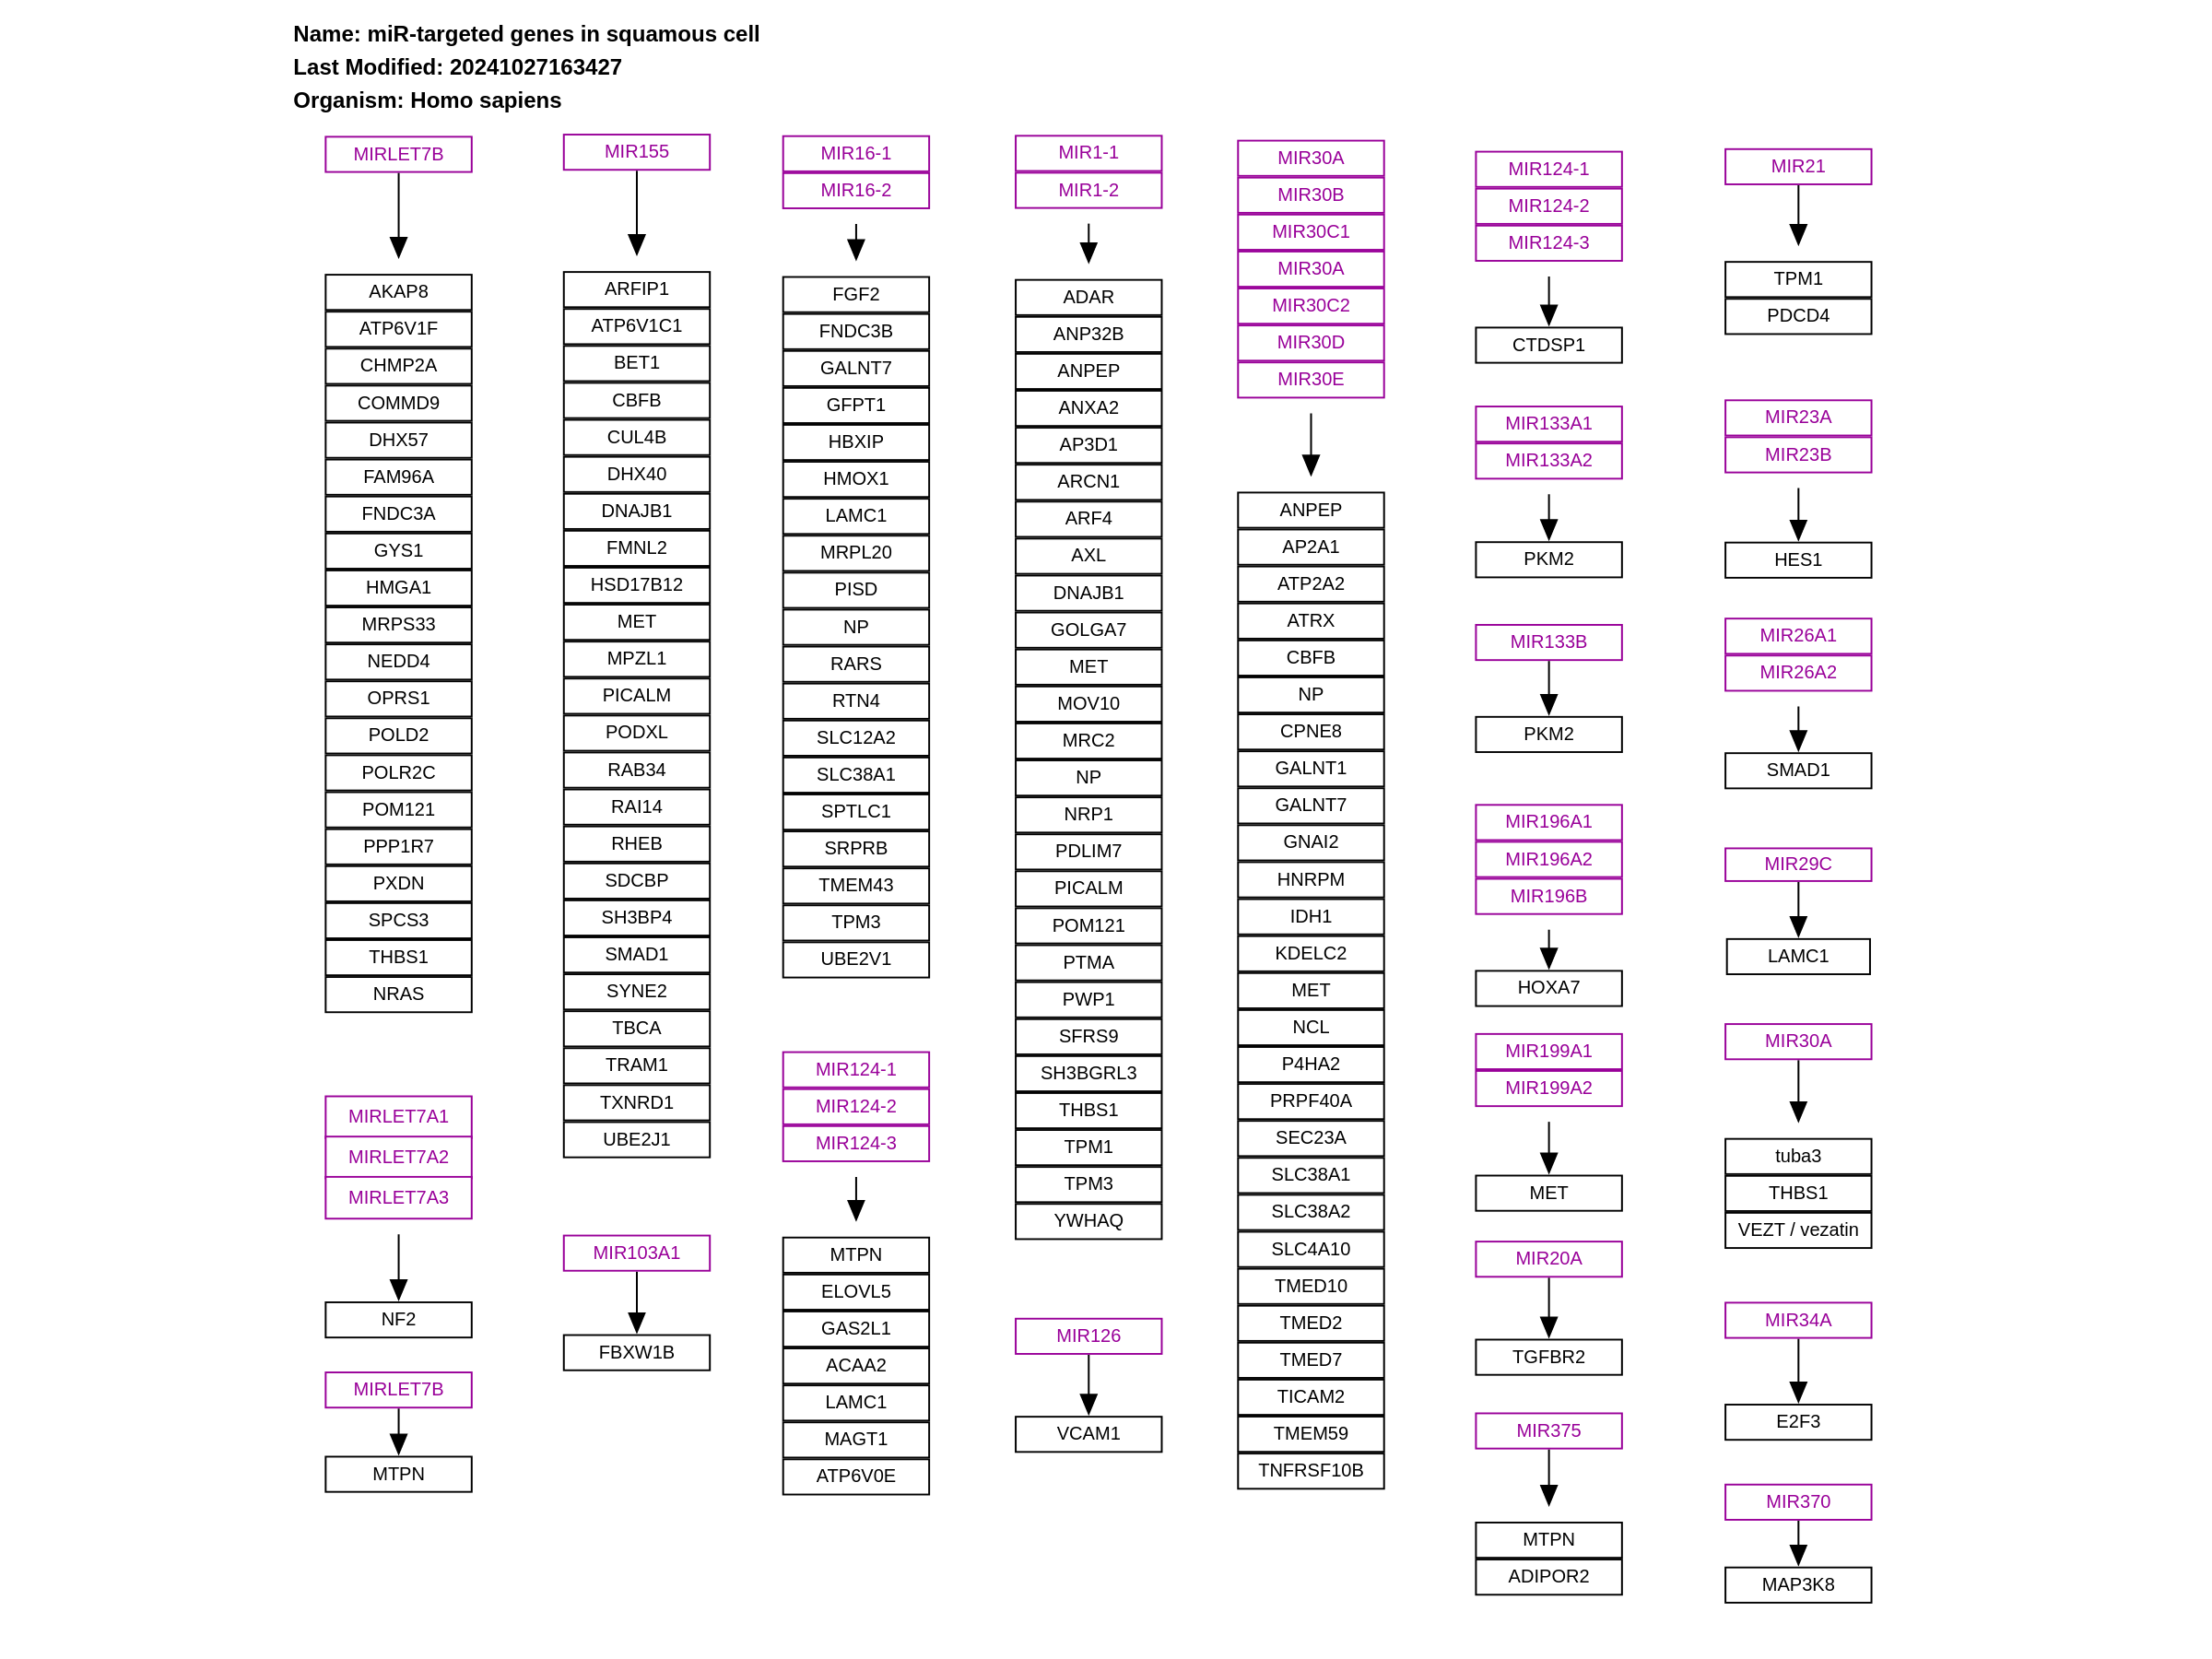 Name: miR-targeted genes in squamous cell
Last Modified: 20241027163427
Organism: Homo sapiens
MIRLET7B
AKAP8
ATP6V1F
CHMP2A
COMMD9
DHX57
FAM96A
FNDC3A
GYS1
HMGA1
MRPS33
NEDD4
OPRS1
POLD2
POLR2C
POM121
PPP1R7
PXDN
SPCS3
THBS1
NRAS
MIRLET7A1
MIRLET7A2
MIRLET7A3
NF2
MIRLET7B
MTPN
MIR155
ARFIP1
ATP6V1C1
BET1
CBFB
CUL4B
DHX40
DNAJB1
FMNL2
HSD17B12
MET
MPZL1
PICALM
PODXL
RAB34
RAI14
RHEB
SDCBP
SH3BP4
SMAD1
SYNE2
TBCA
TRAM1
TXNRD1
UBE2J1
MIR103A1
FBXW1B
MIR16-1
MIR16-2
FGF2
FNDC3B
GALNT7
GFPT1
HBXIP
HMOX1
LAMC1
MRPL20
PISD
NP
RARS
RTN4
SLC12A2
SLC38A1
SPTLC1
SRPRB
TMEM43
TPM3
UBE2V1
MIR124-1
MIR124-2
MIR124-3
MTPN
ELOVL5
GAS2L1
ACAA2
LAMC1
MAGT1
ATP6V0E
MIR1-1
MIR1-2
ADAR
ANP32B
ANPEP
ANXA2
AP3D1
ARCN1
ARF4
AXL
DNAJB1
GOLGA7
MET
MOV10
MRC2
NP
NRP1
PDLIM7
PICALM
POM121
PTMA
PWP1
SFRS9
SH3BGRL3
THBS1
TPM1
TPM3
YWHAQ
MIR126
VCAM1
MIR30A
MIR30B
MIR30C1
MIR30A
MIR30C2
MIR30D
MIR30E
ANPEP
AP2A1
ATP2A2
ATRX
CBFB
NP
CPNE8
GALNT1
GALNT7
GNAI2
HNRPM
IDH1
KDELC2
MET
NCL
P4HA2
PRPF40A
SEC23A
SLC38A1
SLC38A2
SLC4A10
TMED10
TMED2
TMED7
TICAM2
TMEM59
TNFRSF10B
MIR124-1
MIR124-2
MIR124-3
CTDSP1
MIR133A1
MIR133A2
PKM2
MIR133B
PKM2
MIR196A1
MIR196A2
MIR196B
HOXA7
MIR199A1
MIR199A2
MET
MIR20A
TGFBR2
MIR375
MTPN
ADIPOR2
MIR21
TPM1
PDCD4
MIR23A
MIR23B
HES1
MIR26A1
MIR26A2
SMAD1
MIR29C
LAMC1
MIR30A
tuba3
THBS1
VEZT / vezatin
MIR34A
E2F3
MIR370
MAP3K8